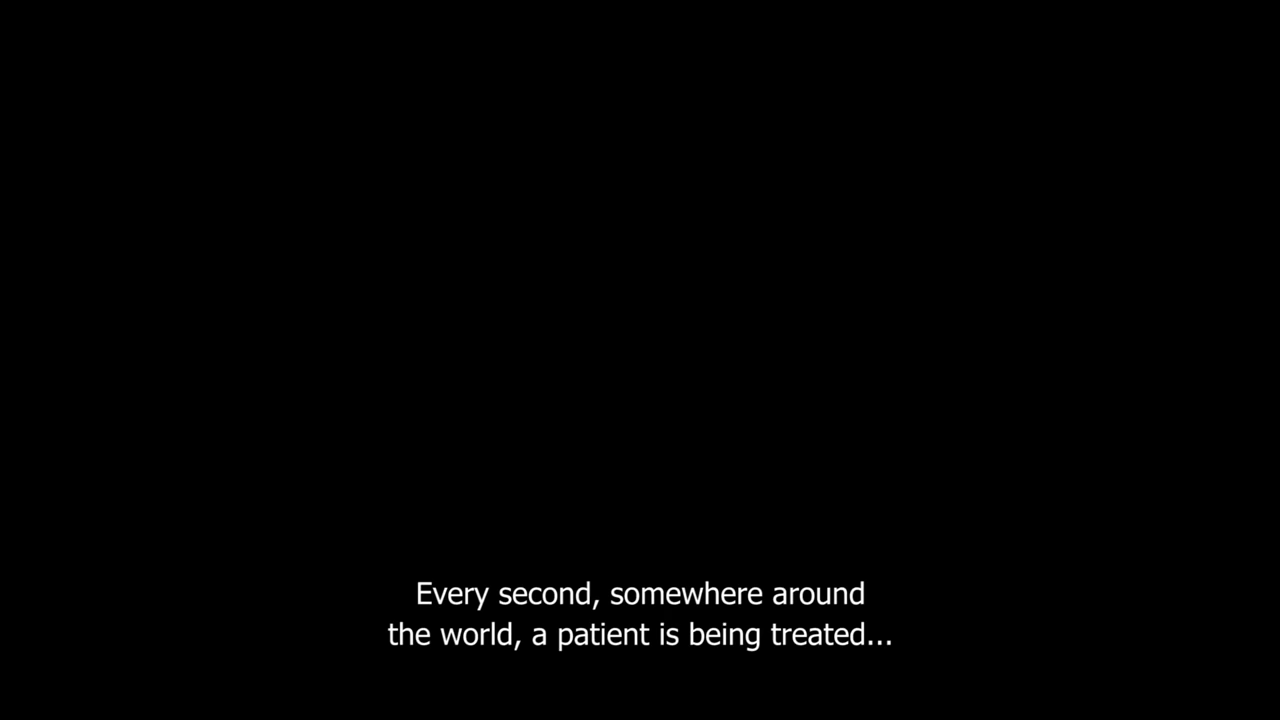 Every second, somewhere around
the world, a patient is being treated...